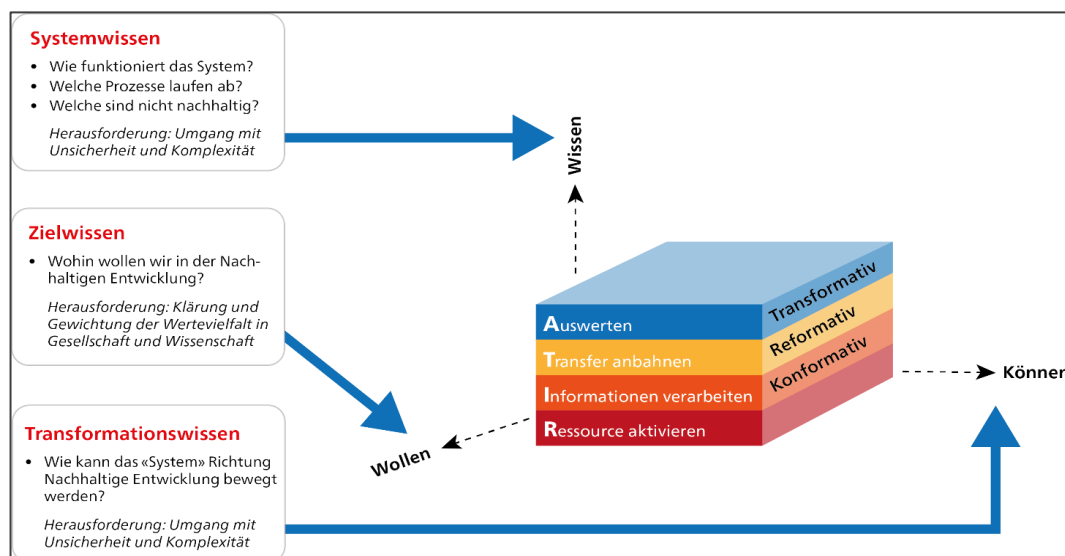 Systemwissen
• Wie funktioniert das System?
• Welche Prozesse laufen ab?
• Welche sind nicht nachhaltig?
Herausforderung: Umgang mit
Unsicherheit und Komplexität
Zielwissen
• Wohin wollen wir in der Nach-
haltigen Entwicklung?
Herausforderung: Klärung und
Gewichtung der Wertevielfalt in
Gesellschaft und Wissenschaft
Transformationswissen
• Wie kann das «System» Richtung
Nachhaltige Entwicklung bewegt
werden?
Herausforderung: Umgang mit
Unsicherheit und Komplexität
Wissen
Wollen
Können
Auswerten
Transfer anbahnen
Informationen verarbeiten
Ressource aktivieren
Transformativ
Reformativ
Konformativ